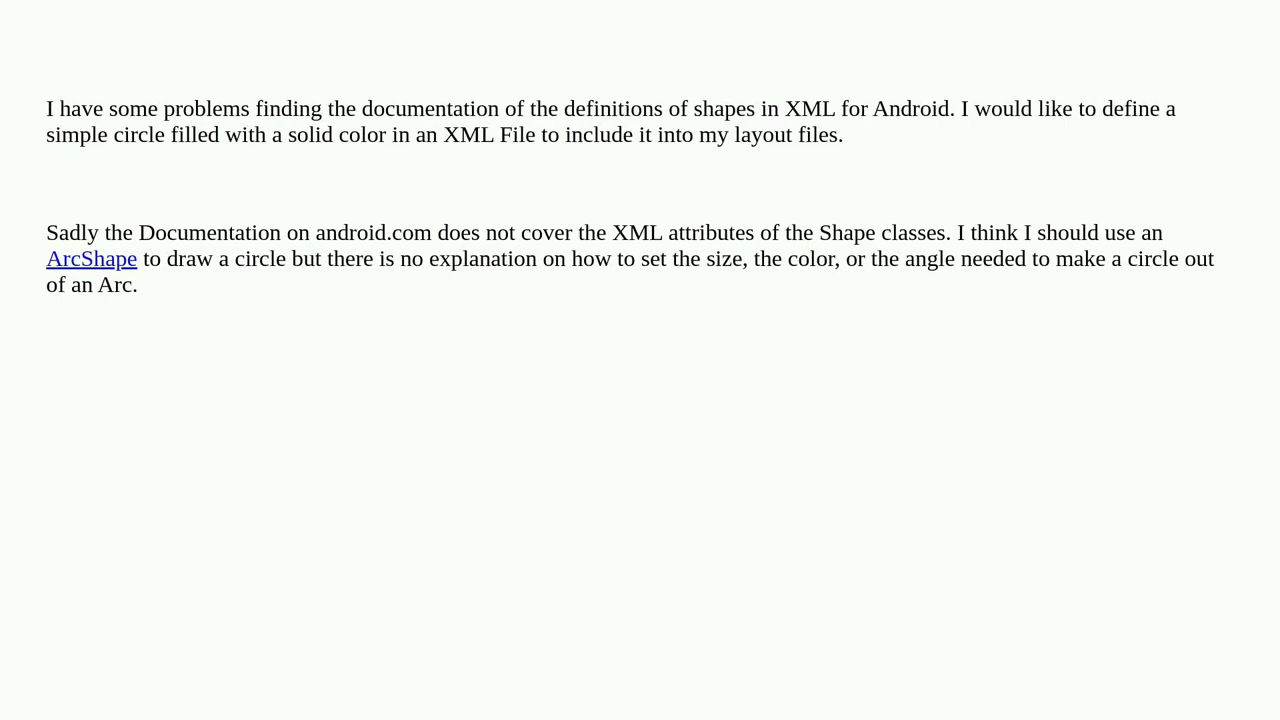 I have some problems finding the documentation of the definitions of shapes in XML for Android. I would like to define a
simple circle filled with a solid color in an XML File to include it into my layout files.
Sadly the Documentation on android.com does not cover the XML attributes of the Shape classes. I think I should use an
ArcShape to draw a circle but there is no explanation on how to set the size, the color, or the angle needed to make a circle out
of an Arc.